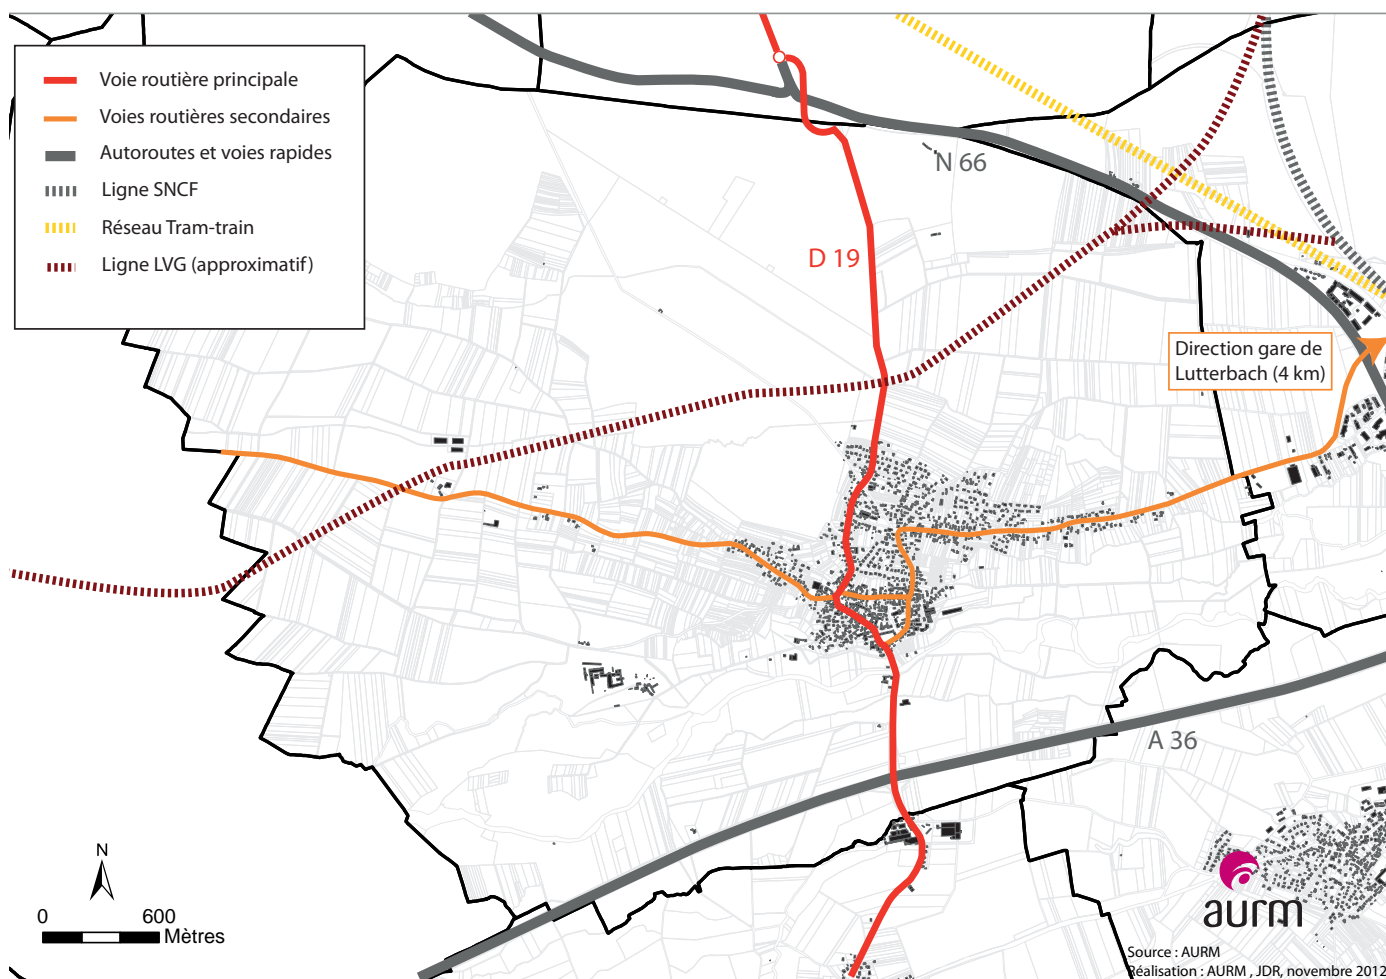 Voie routière principale
Voies routières secondaires
Autoroutes et voies rapides
Ligne SNCF
Réseau Tram-train
Ligne LVG (approximatif)
N 66
D 19
Direction gare de
Lutterbach (4 km)
A 36
N
0 600
Mètres
aurm
Source : AURM
Réalisation : AURM , JDR, novembre 2012